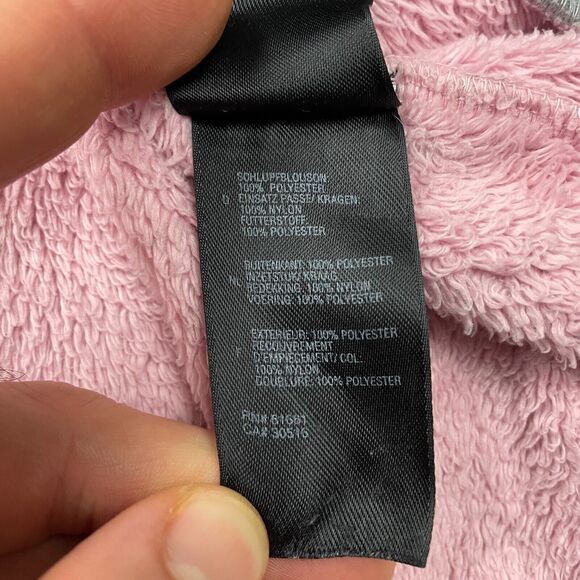 SCHLUPFBLOUSON
100% POLYESTER
D EINSATZ PASSE/ KRAGEN:
100% NYLON
FUTTERSTOFF:
100% POLYESTER
BUITENKANT: 100% POLYESTER
NL INZETSTUK/ KRAAG
BEDEKKING: 100% NYLON
VOERING: 100% POLYESTER
EXTERIEUR: 100% POLYESTER
RECOUVREMENT
D'EMPIECEMENT/ COL:
100% NYLON
DOUBLURE: 100% POLYESTER
RN# 61661
CA# 30516